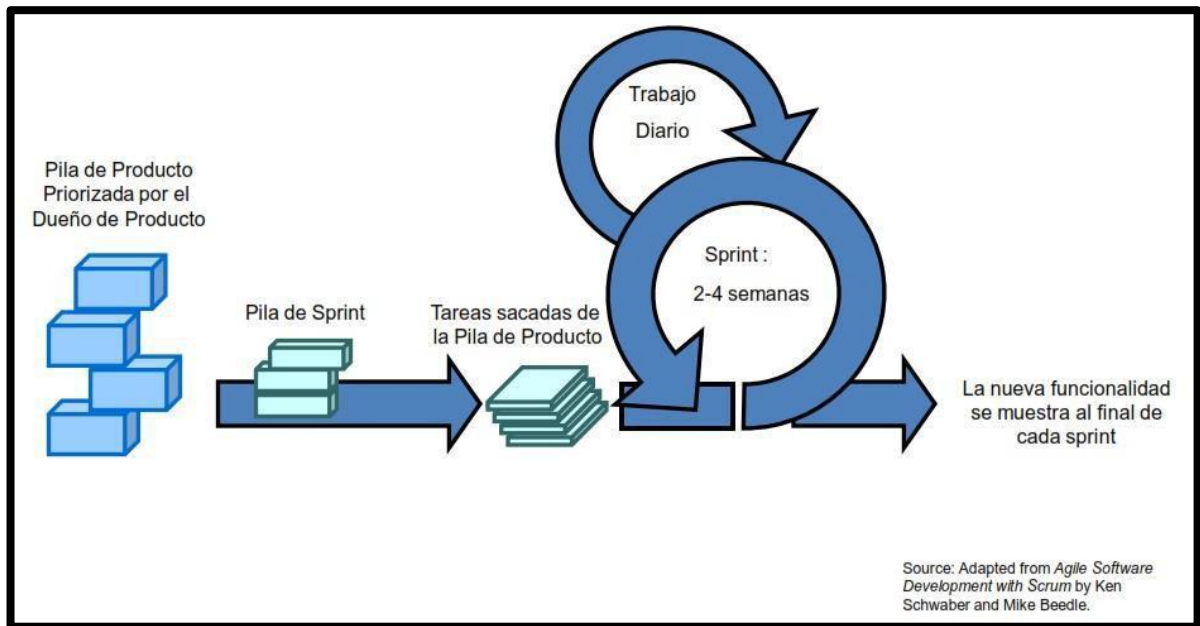 Pila de Producto
Priorizada por el
Dueño de Producto
Pila de Sprint
Tareas sacadas de
la Pila de Producto
Trabajo
Diario
Sprint :
2-4 semanas
La nueva funcionalidad
se muestra al final de
cada sprint
Source: Adapted from Agile Software
Development with Scrum by Ken
Schwaber and Mike Beedle.